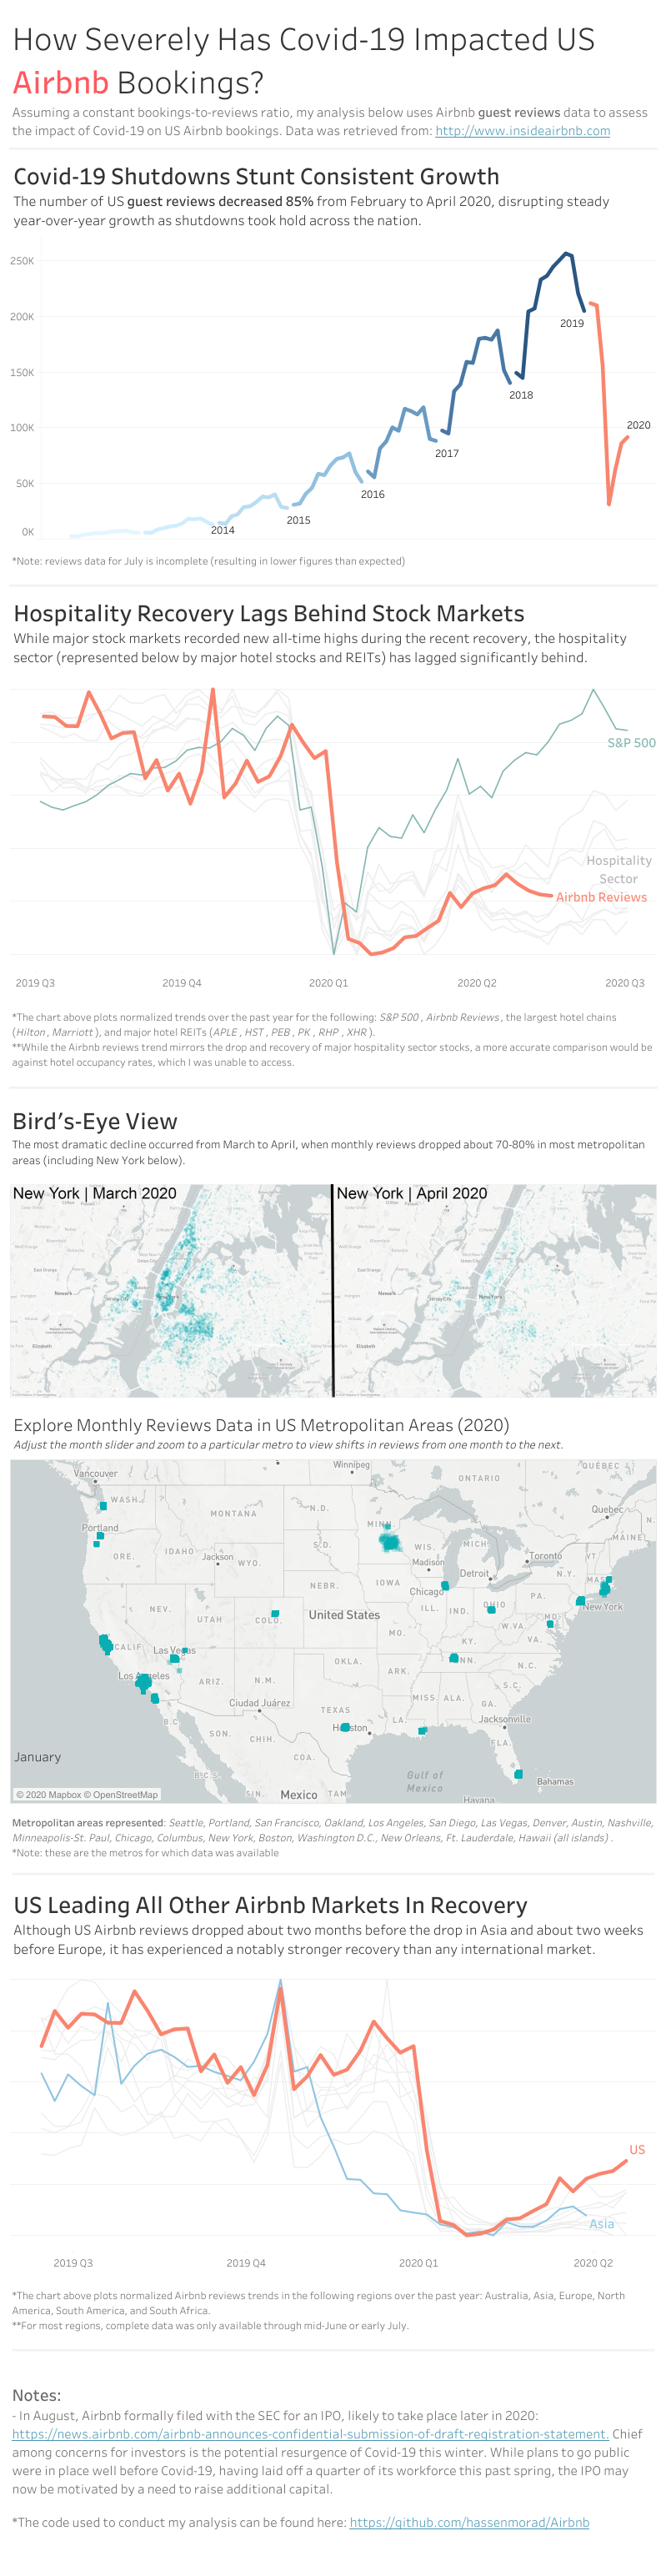 How Severely Has Covid-19 Impacted US
Airbnb Bookings?
Assuming a constant bookings-to-reviews ratio, my analysis below uses Airbnb guest reviews data to assess
the impact of Covid-19 on US Airbnb bookings. Data was retrieved from: http://www.insideairbnb.com
Covid-19 Shutdowns Stunt Consistent Growth
The number of US guest reviews decreased 85% from February to April 2020, disrupting steady
year-over-year growth as shutdowns took hold across the nation.
250K
200K
2019
150K
2018
100K
2020
2017
50K
2016
2015
0K
2014
*Note: reviews data for July is incomplete (resulting in lower figures than expected)
Hospitality Recovery Lags Behind Stock Markets
While major stock markets recorded new all-time highs during the recent recovery, the hospitality
sector (represented below by major hotel stocks and REITs) has lagged significantly behind.
S&P 500
Hospitality
Sector
Airbnb Reviews
2019 Q3 2019 Q4 2020 Q1 2020 Q2 2020 Q3
*The chart above plots normalized trends over the past year for the following: S&P 500 , Airbnb Reviews , the largest hotel chains
(Hilton , Marriott ), and major hotel REITs (APLE , HST , PEB , PK , RHP , XHR ).
**While the Airbnb reviews trend mirrors the drop and recovery of major hospitality sector stocks, a more accurate comparison would be
against hotel occupancy rates, which I was unable to access.
Bird's-Eye View
The most dramatic decline occurred from March to April, when monthly reviews dropped about 70-80% in most metropolitan
areas (including New York below).
New York | March 2020
New York | April 2020
Newark
Elizabeth
Newark
Elizabeth
Explore Monthly Reviews Data in US Metropolitan Areas (2020)
Adjust the month slider and zoom to a particular metro to view shifts in reviews from one month to the next.
Vancouver
Winnipeg
QUÉBEC
ONTARIO
WASH.
MONTANA
N.D.
MINN.
Quebec
Portland
ORE.
IDAHO
Jackson
WYO.
S.D.
WIS.
MICH.
Toronto
VT
MAINE
Madison
Detroit
N.Y.
MASS
NEBR.
IOWA
Chicago
New York
NEV.
UTAH
COLO.
United States
ILL.
IND.
OHIO
PA.
MD.
CALIF
Las Vegas
MO.
KY.
W.VA.
VA.
Los Angeles
ARIZ.
N.M.
OKLA.
ARK.
TENN.
N.C.
S.C.
Ciudad Juárez
TEXAS
MISS.
ALA.
GA.
B.C.
SON.
CHIH.
Houston
LA.
Jacksonville
FLA.
January
COA.
B.C.S.
Gulf of
Mexico
Bahamas
© 2020 Mapbox © OpenStreetMap
SIN.
Mexico
TAM.
Havana
Metropolitan areas represented: Seattle, Portland, San Francisco, Oakland, Los Angeles, San Diego, Las Vegas, Denver, Austin, Nashville,
Minneapolis-St. Paul, Chicago, Columbus, New York, Boston, Washington D.C., New Orleans, Ft. Lauderdale, Hawaii (all islands) .
*Note: these are the metros for which data was available
US Leading All Other Airbnb Markets In Recovery
Although US Airbnb reviews dropped about two months before the drop in Asia and about two weeks
before Europe, it has experienced a notably stronger recovery than any international market.
US
Asia
2019 Q3 2019 Q4 2020 Q1 2020 Q2
*The chart above plots normalized Airbnb reviews trends in the following regions over the past year: Australia, Asia, Europe, North
America, South America, and South Africa.
**For most regions, complete data was only available through mid-June or early July.
Notes:
- In August, Airbnb formally filed with the SEC for an IPO, likely to take place later in 2020:
https://news.airbnb.com/airbnb-announces-confidential-submission-of-draft-registration-statement. Chief
among concerns for investors is the potential resurgence of Covid-19 this winter. While plans to go public
were in place well before Covid-19, having laid off a quarter of its workforce this past spring, the IPO may
now be motivated by a need to raise additional capital.
*The code used to conduct my analysis can be found here: https://github.com/hassenmorad/Airbnb